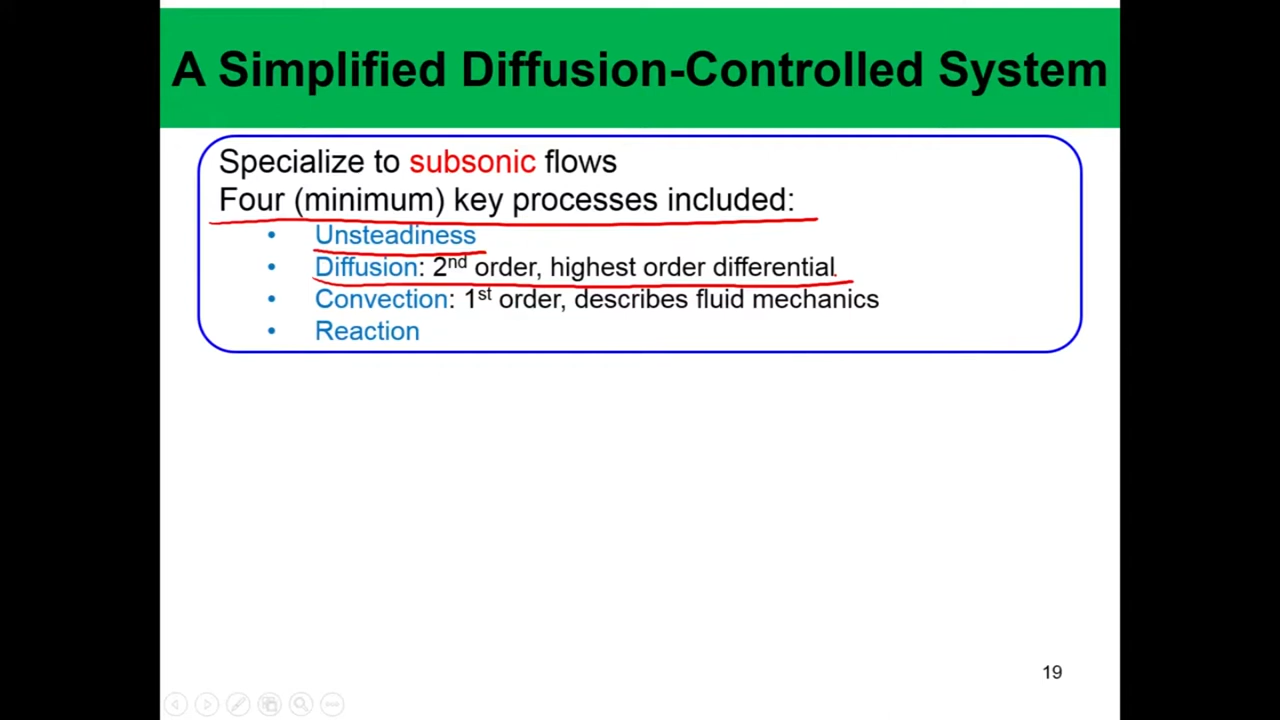 A Simplified Diffusion-Controlled System
Specialize to subsonic flows
Four (minimum) key processes included:
• Unsteadiness
• Diffusion: 2nd order, highest order differential
• Convection: 1st order, describes fluid mechanics
• Reaction
19